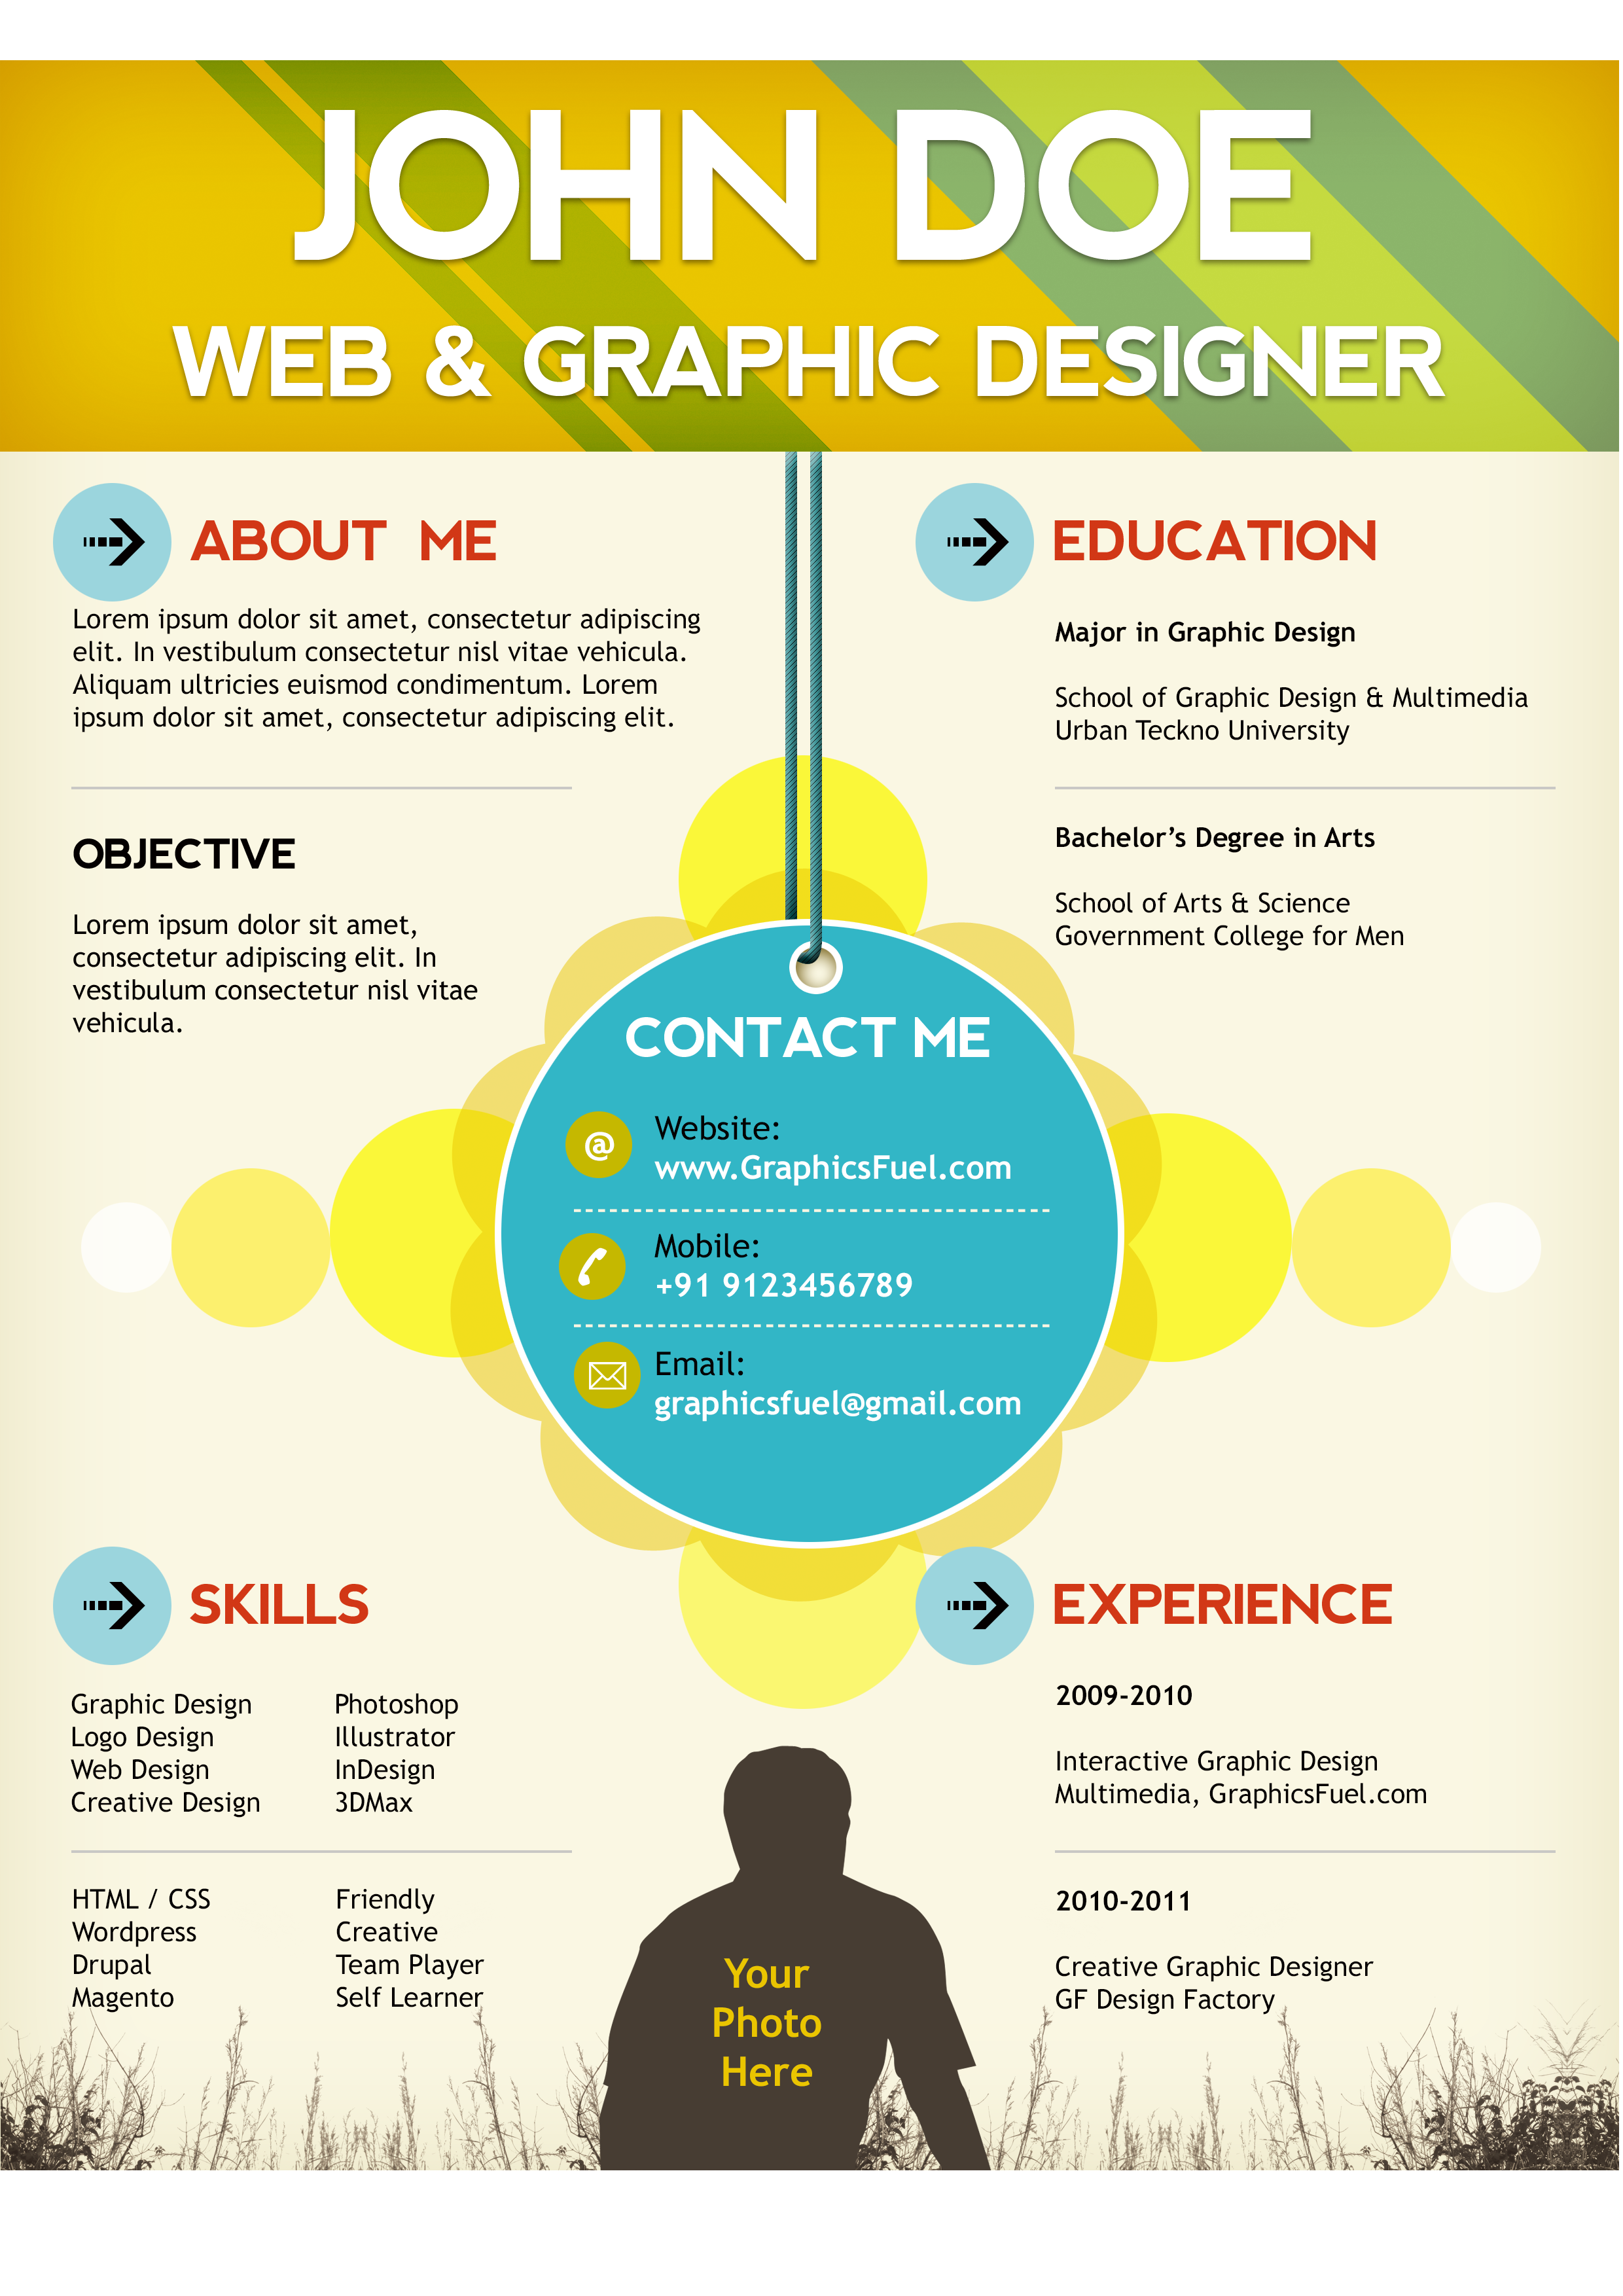 JOHN DOE
WEB & GRAPHIC DESIGNER
ABOUT ME
Lorem ipsum dolor sit amet, consectetur adipiscing
elit. In vestibulum consectetur nisl vitae vehicula.
Aliquam ultricies euismod condimentum. Lorem
ipsum dolor sit amet, consectetur adipiscing elit.
OBJECTIVE
Lorem ipsum dolor sit amet,
consectetur adipiscing elit. In
vestibulum consectetur nisl vitae
vehicula.
EDUCATION
Major in Graphic Design
School of Graphic Design & Multimedia
Urban Teckno University
Bachelor’s Degree in Arts
School of Arts & Science
Government College for Men
CONTACT ME
@
Website:
www.GraphicsFuel.com
Mobile:
+91 9123456789
Email:
graphicsfuel@gmail.com
SKILLS
Graphic Design
Logo Design
Web Design
Creative Design
Photoshop
Illustrator
InDesign
3DMax
HTML / CSS
Wordpress
Drupal
Magento
Friendly
Creative
Team Player
Self Learner
EXPERIENCE
2009-2010
Interactive Graphic Design
Multimedia, GraphicsFuel.com
2010-2011
Creative Graphic Designer
GF Design Factory
Your
Photo
Here